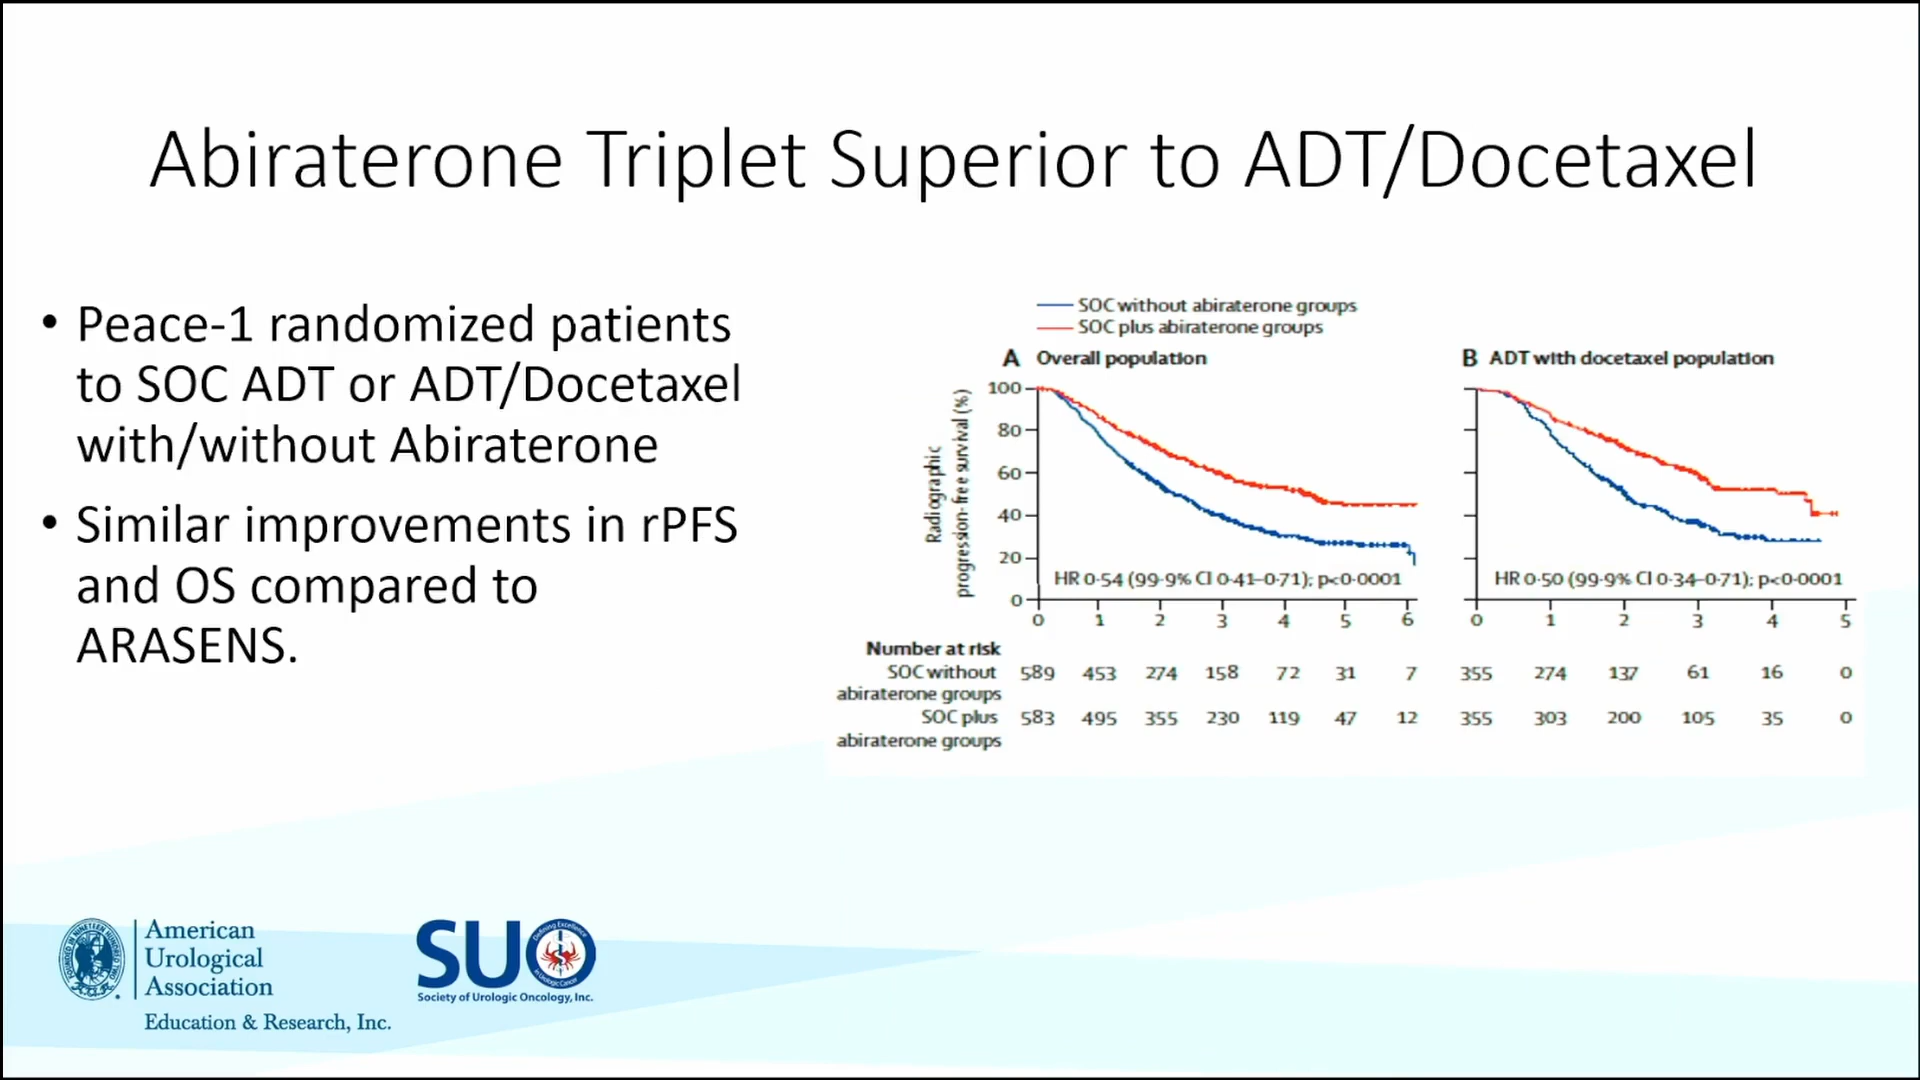 Abiraterone Triplet Superior to ADT/Docetaxel
• Peace-1 randomized patients
to SOC ADT or ADT/Docetaxel
with/without Abiraterone
• Similar improvements in rPFS
and OS compared to
ARASENS.
SOC without abiraterone groups
SOC plus abiraterone groups
A Overall population
B ADT with docetaxel population
Radiographic
progression-free survival (%)
100
80
60
40
20
0
HR 0·54 (99·9% CI 0·41–0·71); p<0·0001
HR 0·50 (99·9% CI 0·34–0·71); p<0·0001
0 1 2 3 4 5 6
0 1 2 3 4 5
Number at risk
SOC without 589 453 274 158 72 31 7 355 274 137 61 16 0
abiraterone groups
SOC plus 583 495 355 230 119 47 12 355 303 200 105 35 0
abiraterone groups
American
Urological
Association
Education & Research, Inc.
SUO
Defining Excellence
in Urologic Cancer
Society of Urologic Oncology, Inc.